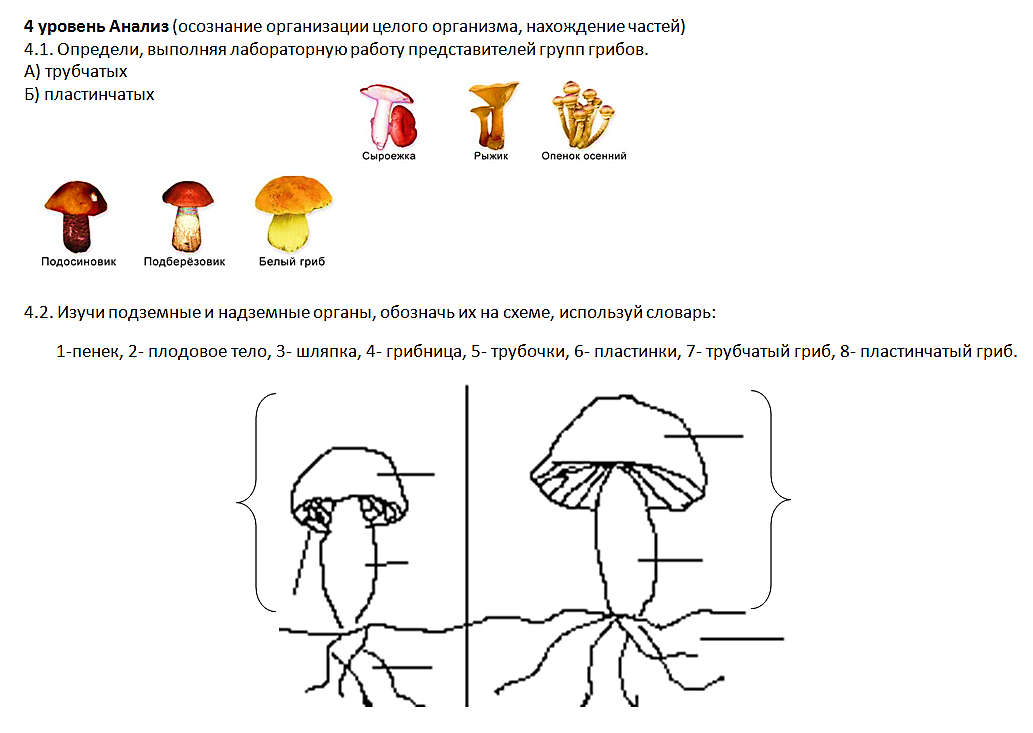 4 уровень Анализ (осознание организации целого организма, нахождение частей)
4.1. Определи, выполняя лабораторную работу представителей групп грибов.
А) трубчатых
Б) пластинчатых
Сыроежка Рыжик Опенок осенний
Подосиновик Подберёзовик Белый гриб
4.2. Изучи подземные и надземные органы, обозначь их на схеме, используй словарь:
1-пенек, 2- плодовое тело, 3- шляпка, 4- грибница, 5- трубочки, 6- пластинки, 7- трубчатый гриб, 8- пластинчатый гриб.